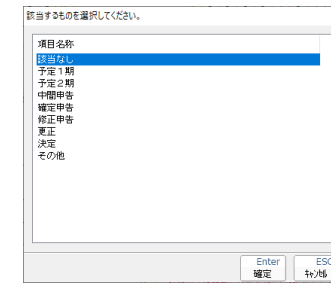 該当するものを選択してください。
項目名称
該当なし
予定1期
予定2期
中間申告
確定申告
修正申告
更正
決定
その他
Enter
確定
ESC
ｷｬﾝｾﾙ